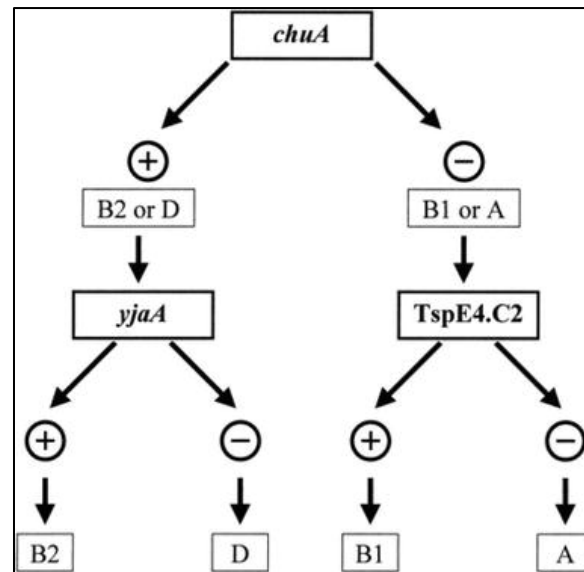 chuA
+ −
B2 or D B1 or A
yjaA TspE4.C2
+ − + −
B2 D B1 A